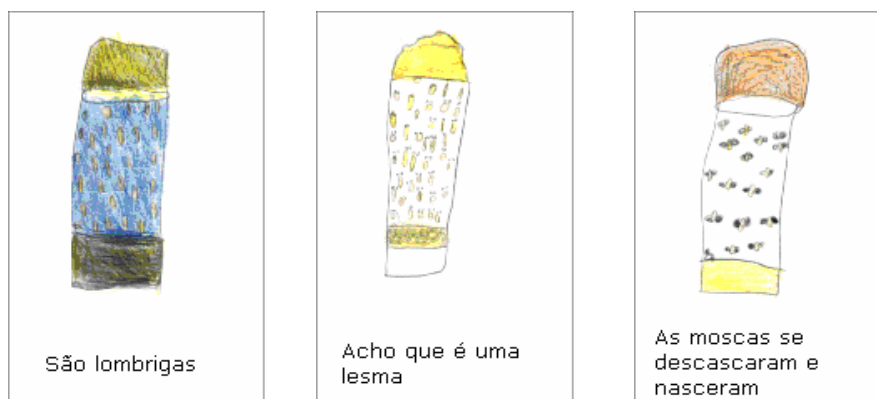 São lombrigas
Acho que é uma
lesma
As moscas se
descascaram e
nasceram